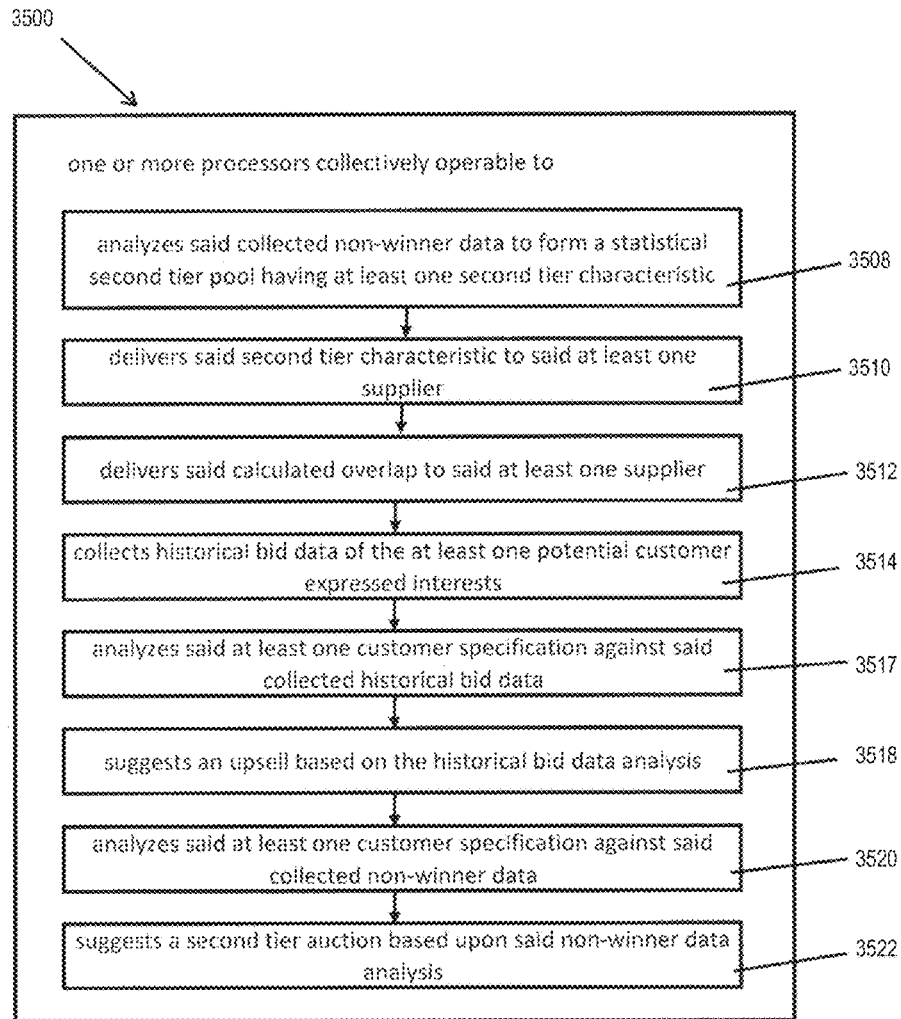 3500
one or more processors collectively operable to
analyzes said collected non-winner data to form a statistical
second tier pool having at least one second tier characteristic
3508
delivers said second tier characteristic to said at least one
supplier
3510
delivers said calculated overlap to said at least one supplier
3512
collects historical bid data of the at least one potential customer
expressed interests
3514
analyzes said at least one customer specification against said
collected historical bid data
3517
suggests an upsell based on the historical bid data analysis
3518
analyzes said at least one customer specification against said
collected non-winner data
3520
suggests a second tier auction based upon said non-winner data
analysis
3522